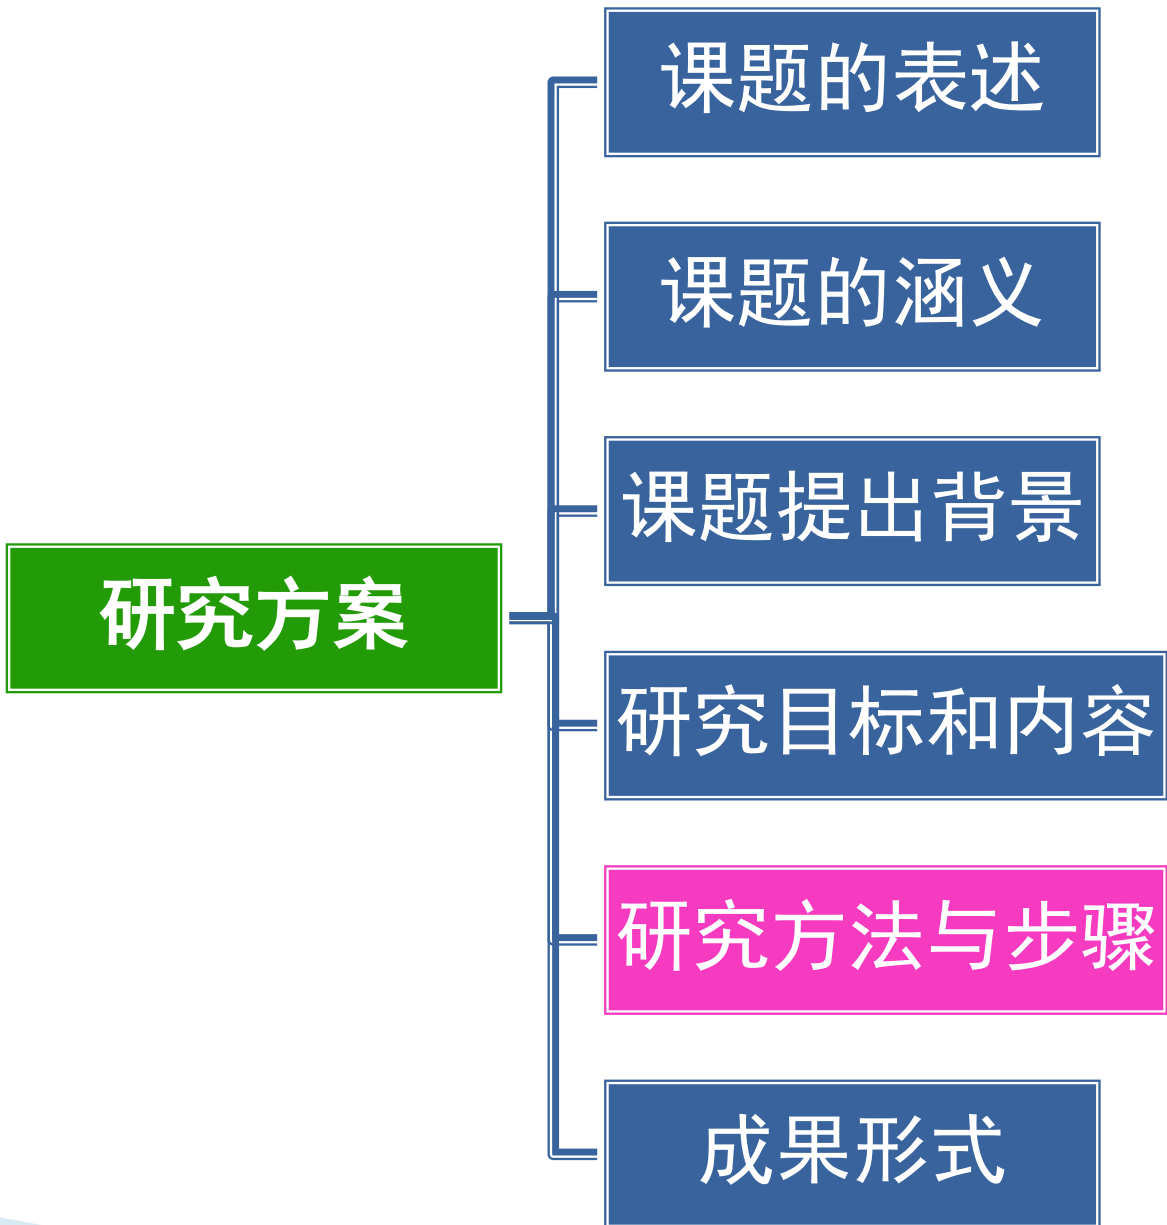 课题的表述
课题的涵义
课题提出背景
研究方案
研究目标和内容
研究方法与步骤
成果形式